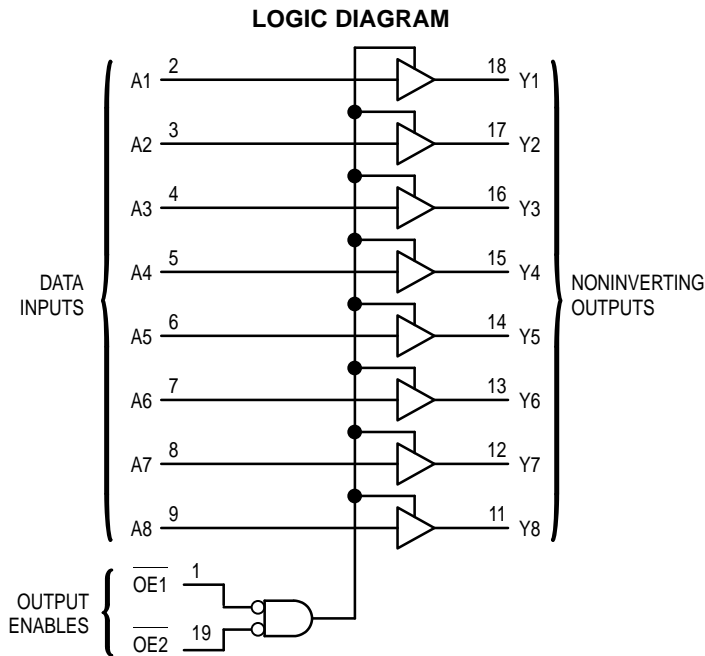 LOGIC DIAGRAM
A1 2 18 Y1
A2 3 17 Y2
A3 4 16 Y3
A4 5 15 Y4
DATA
INPUTS
NONINVERTING
OUTPUTS
A5 6 14 Y5
A6 7 13 Y6
A7 8 12 Y7
A8 9 11 Y8
OUTPUT
ENABLES
O̅E̅1̅ 1
O̅E̅2̅ 19